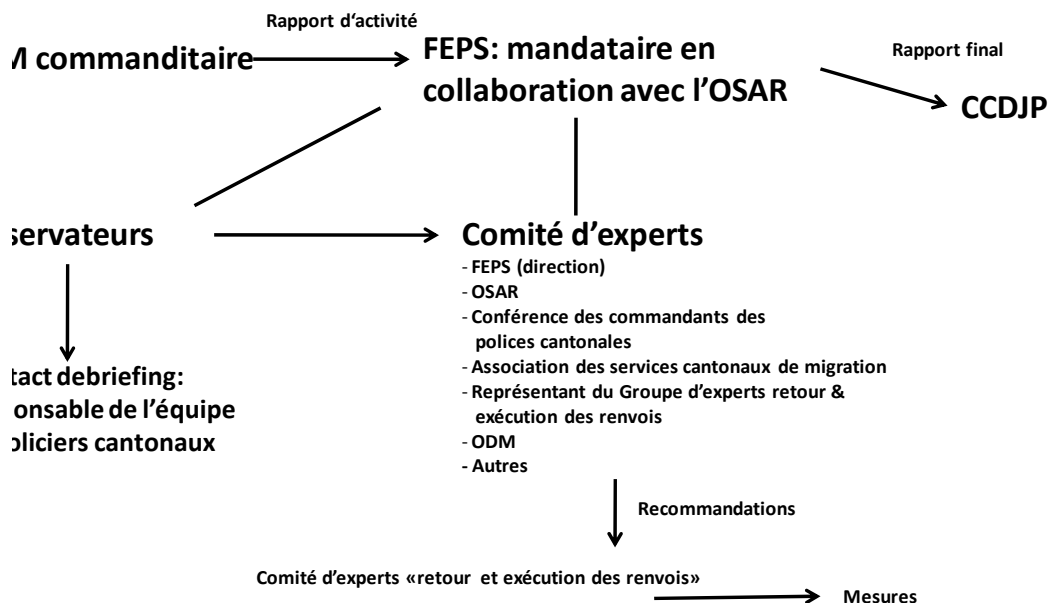 Rapport d‘activité
M commanditaire
FEPS: mandataire en
collaboration avec l’OSAR
Rapport final
CCDJP
servateurs
Comité d’experts
- FEPS (direction)
- OSAR
- Conférence des commandants des
polices cantonales
- Association des services cantonaux de migration
- Représentant du Groupe d’experts retour &
exécution des renvois
- ODM
- Autres
tact debriefing:
onsable de l’équipe
oliciers cantonaux
Recommandations
Comité d’experts «retour et exécution des renvois»
Mesures